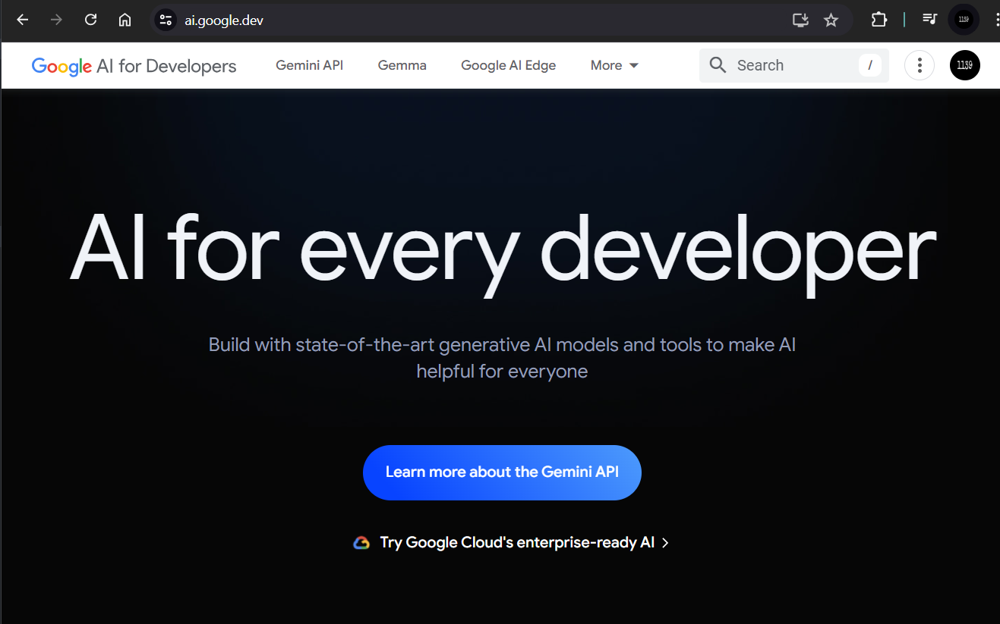 ai.google.dev
1139
Google AI for Developers
Gemini API
Gemma
Google AI Edge
More
Search
/
1139
AI for every developer
Build with state-of-the-art generative AI models and tools to make AI
helpful for everyone
Learn more about the Gemini API
Try Google Cloud's enterprise-ready AI